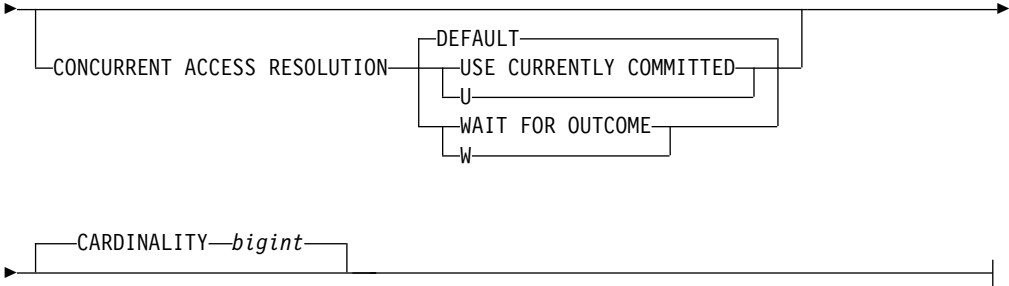 DEFAULT
CONCURRENT ACCESS RESOLUTION USE CURRENTLY COMMITTED
U
WAIT FOR OUTCOME
W
CARDINALITY bigint